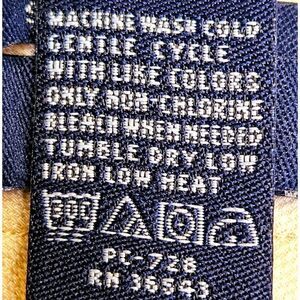 MACHINE WASH COLD
GENTLE CYCLE
WITH LIKE COLORS
ONLY NON-CHLORINE
BLEACH WHEN NEEDED
TUMBLE DRY LOW
IRON LOW HEAT
PC-728
RN 35543